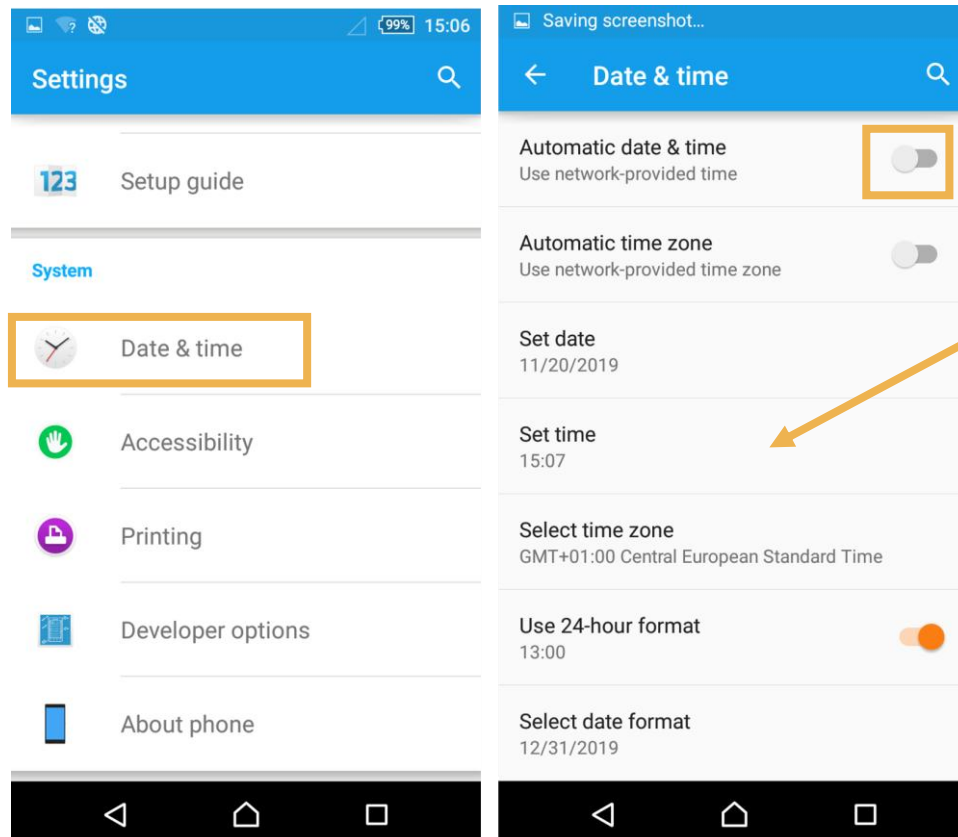 99% 15:06
Settings
123 Setup guide
System
Date & time
Accessibility
Printing
Developer options
About phone
Saving screenshot...
Date & time
Automatic date & time
Use network-provided time
Automatic time zone
Use network-provided time zone
Set date
11/20/2019
Set time
15:07
Select time zone
GMT+01:00 Central European Standard Time
Use 24-hour format
13:00
Select date format
12/31/2019